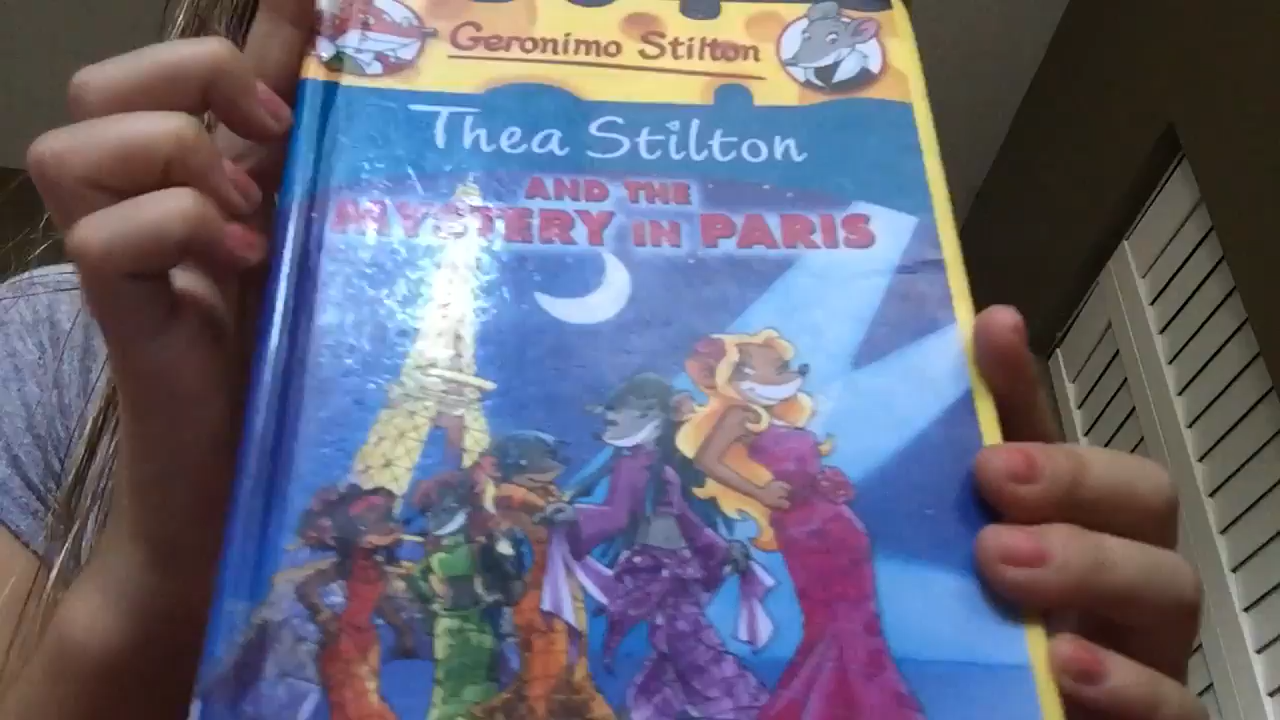 Geronimo Stilton
Thea Stilton
AND THE
MYSTERY IN PARIS